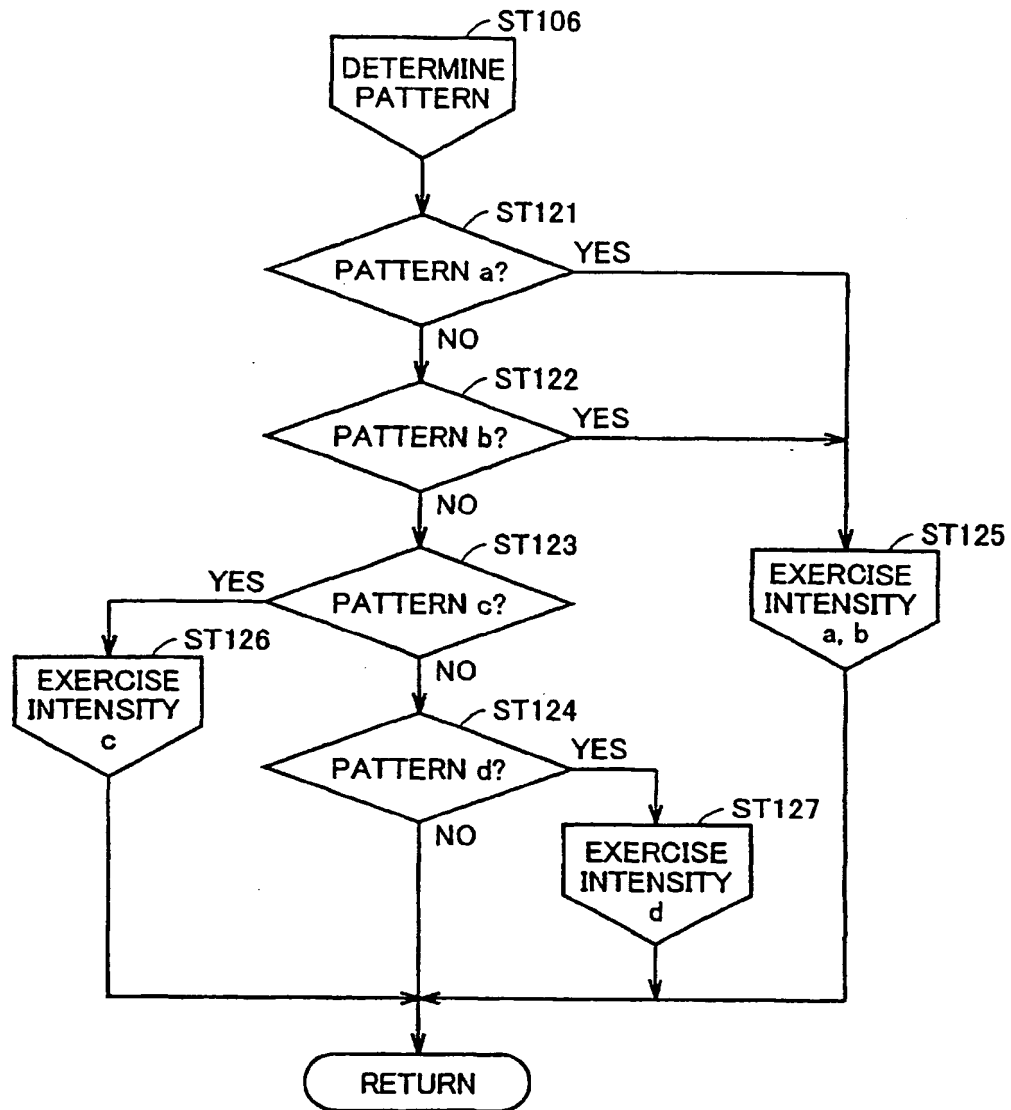 ST106
DETERMINE
PATTERN
ST121
PATTERN a?
YES
NO
ST122
PATTERN b?
YES
NO
ST123
YES
PATTERN c?
NO
ST125
EXERCISE
INTENSITY
a, b
ST126
EXERCISE
INTENSITY
c
ST124
PATTERN d?
YES
NO
ST127
EXERCISE
INTENSITY
d
RETURN